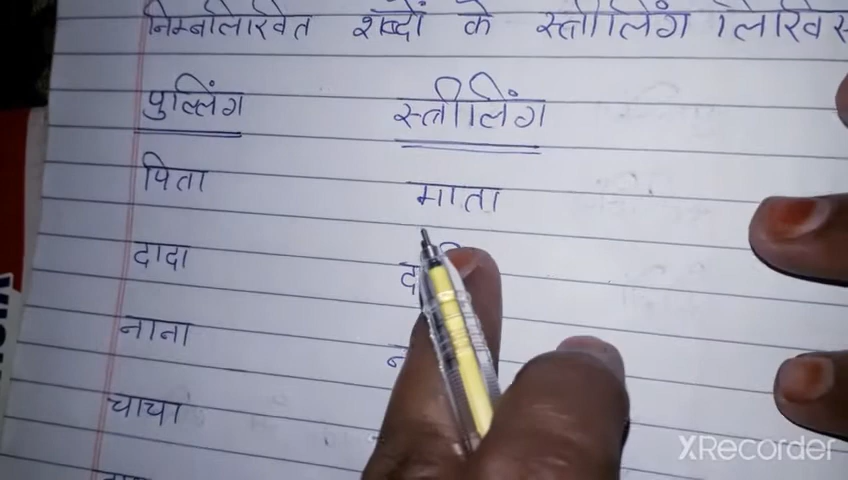 निम्नलिखित शब्दों के स्त्रीलिंग लिखिए
पुल्लिंग स्त्रीलिंग
पिता माता
दादा
नाना
चाचा
XRecorder